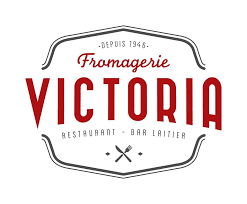 - DEPUIS 1946 -
Fromagerie
VICTORIA
RESTAURANT - BAR LAITIER